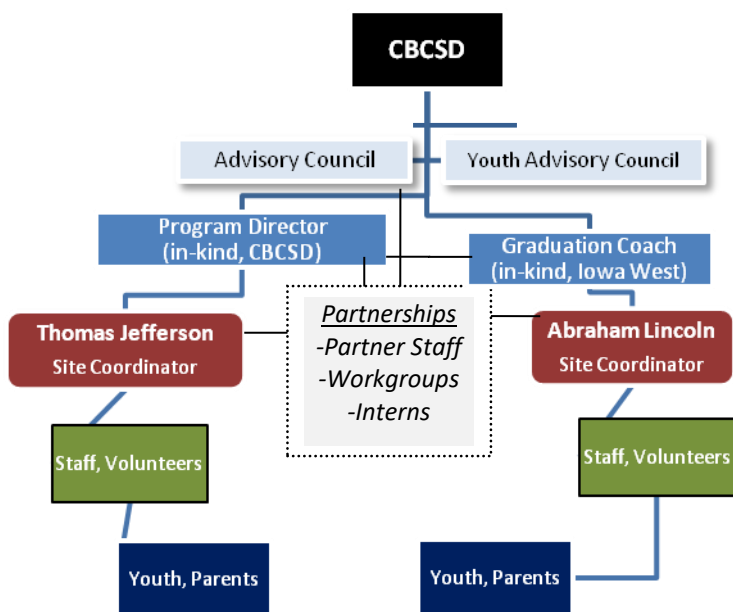 CBCSD
Advisory Council
Youth Advisory Council
Program Director
(in-kind, CBCSD)
Graduation Coach
(in-kind, Iowa West)
Partnerships
-Partner Staff
-Workgroups
-Interns
Thomas Jefferson
Site Coordinator
Abraham Lincoln
Site Coordinator
Staff, Volunteers
Staff, Volunteers
Youth, Parents
Youth, Parents